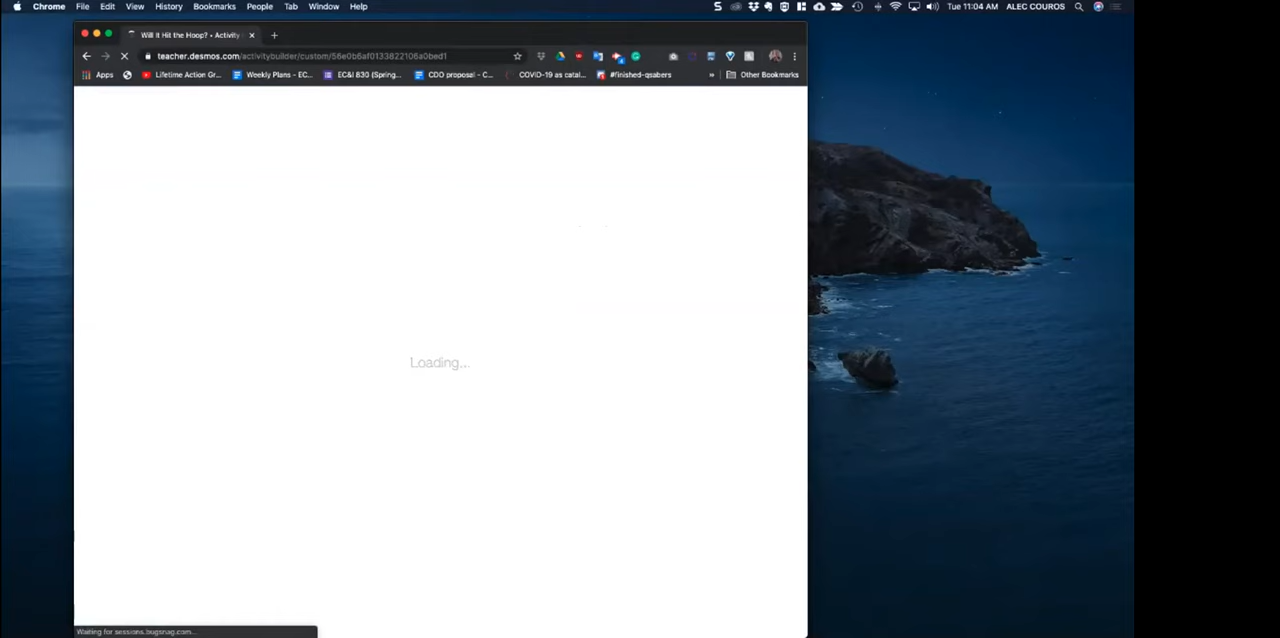 Chrome File Edit View History Bookmarks People Tab Window Help Tue 11:04 AM ALEC COUROS
Will It Hit the Hoop? • Activity
teacher.desmos.com/activitybuilder/custom/56e0b6af0133822106a0bed1
Apps Lifetime Action Gr... Weekly Plans - EC... EC&I 830 (Spring... CDO proposal - C... COVID-19 as catal... #finished-qsabers » Other Bookmarks
Loading...
Waiting for sessions.bugsnag.com...